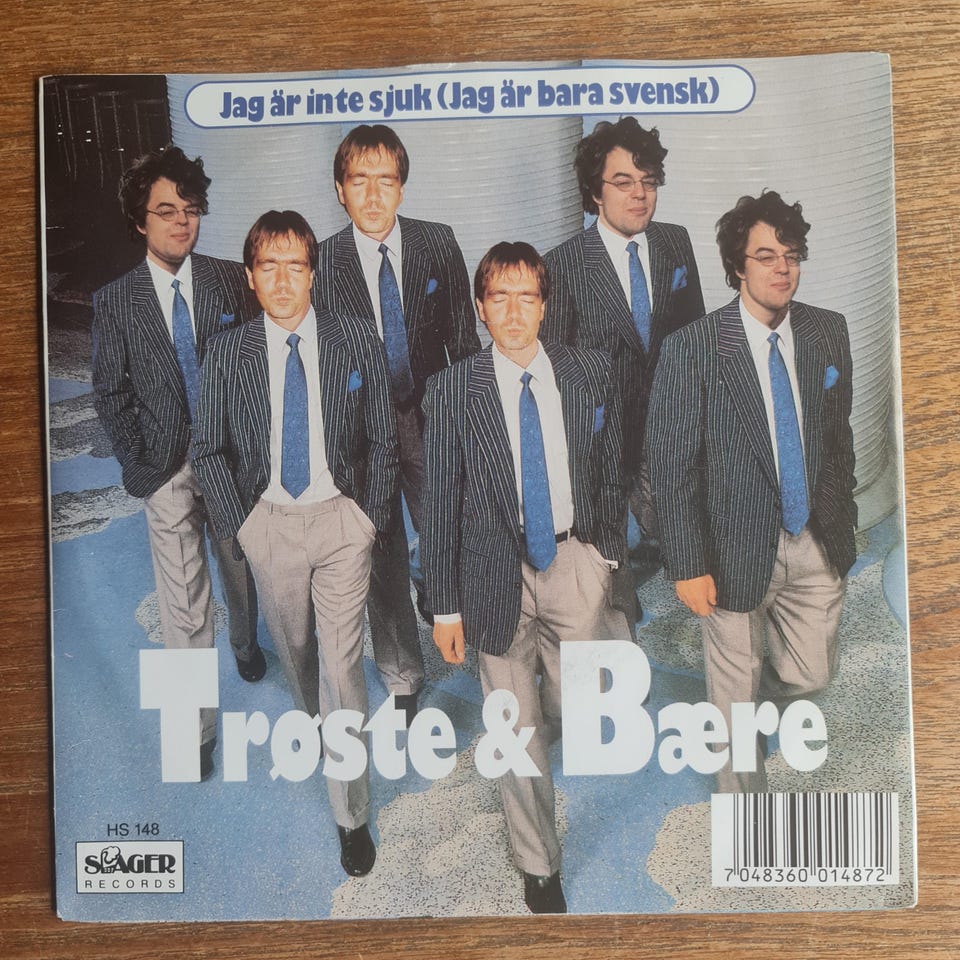 Jag är inte sjuk (Jag är bara svensk)
Trøste & Bære
HS 148
SLAGER
RECORDS
7 048360 014872